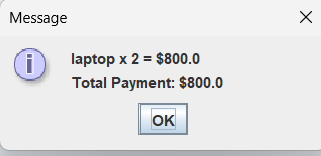 Message
laptop x 2 = $800.0
Total Payment: $800.0
OK